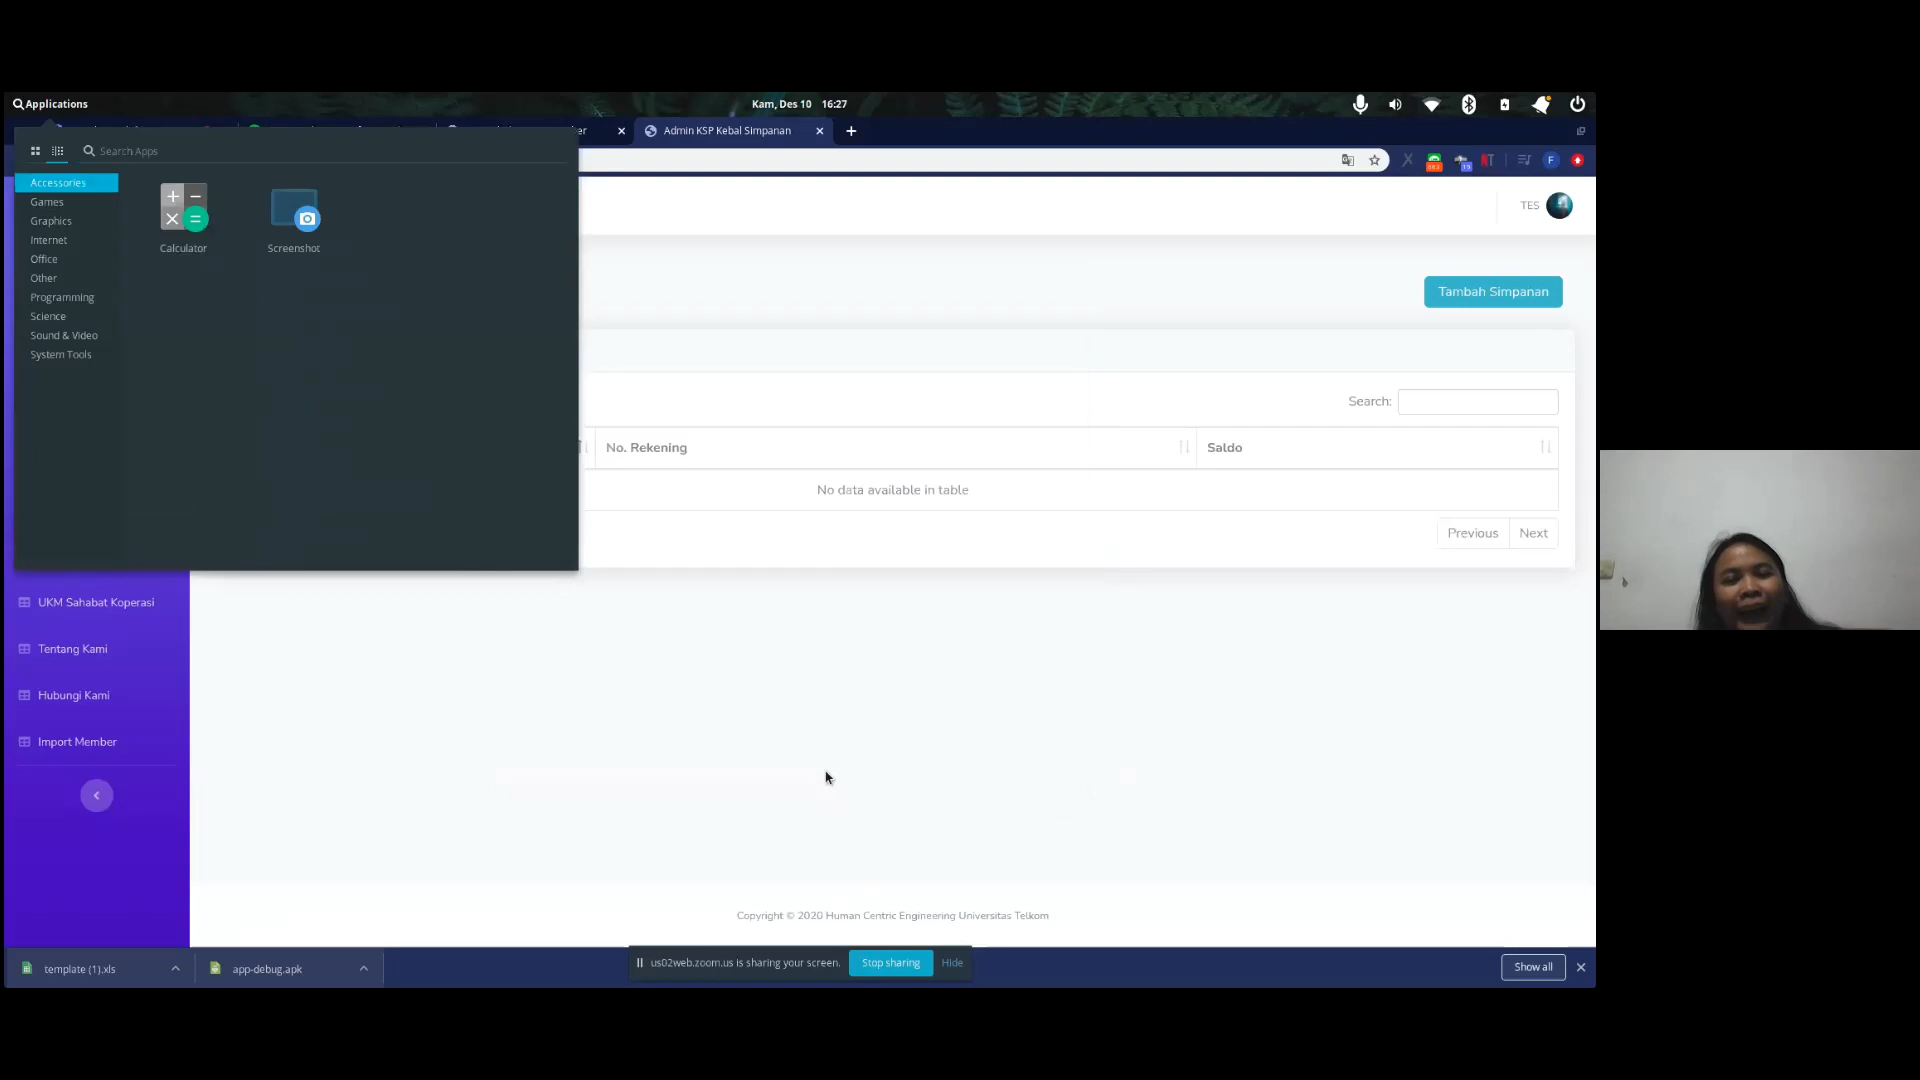 Applications
Kam, Des 10 16:27
er
Admin KSP Kebal Simpanan
Search Apps
Accessories
Games
Graphics
Internet
Office
Other
Programming
Science
Sound & Video
System Tools
Calculator
Screenshot
F
TES
Tambah Simpanan
Search:
No. Rekening
Saldo
No data available in table
Previous
Next
UKM Sahabat Koperasi
Tentang Kami
Hubungi Kami
Import Member
Copyright © 2020 Human Centric Engineering Universitas Telkom
template (1).xls
app-debug.apk
us02web.zoom.us is sharing your screen.
Stop sharing
Hide
Show all